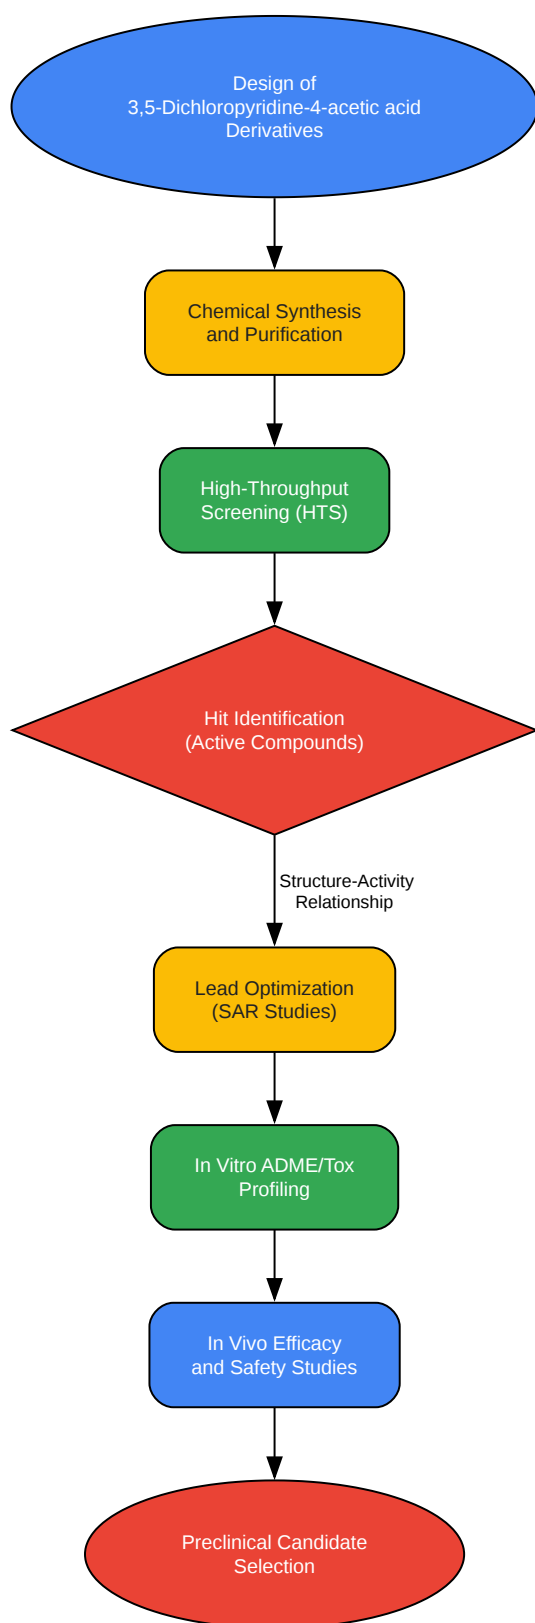 Design of
3,5-Dichloropyridine-4-acetic acid
Derivatives
Chemical Synthesis
and Purification
High-Throughput
Screening (HTS)
Hit Identification
(Active Compounds)
Structure-Activity
Relationship
Lead Optimization
(SAR Studies)
In Vitro ADME/Tox
Profiling
In Vivo Efficacy
and Safety Studies
Preclinical Candidate
Selection